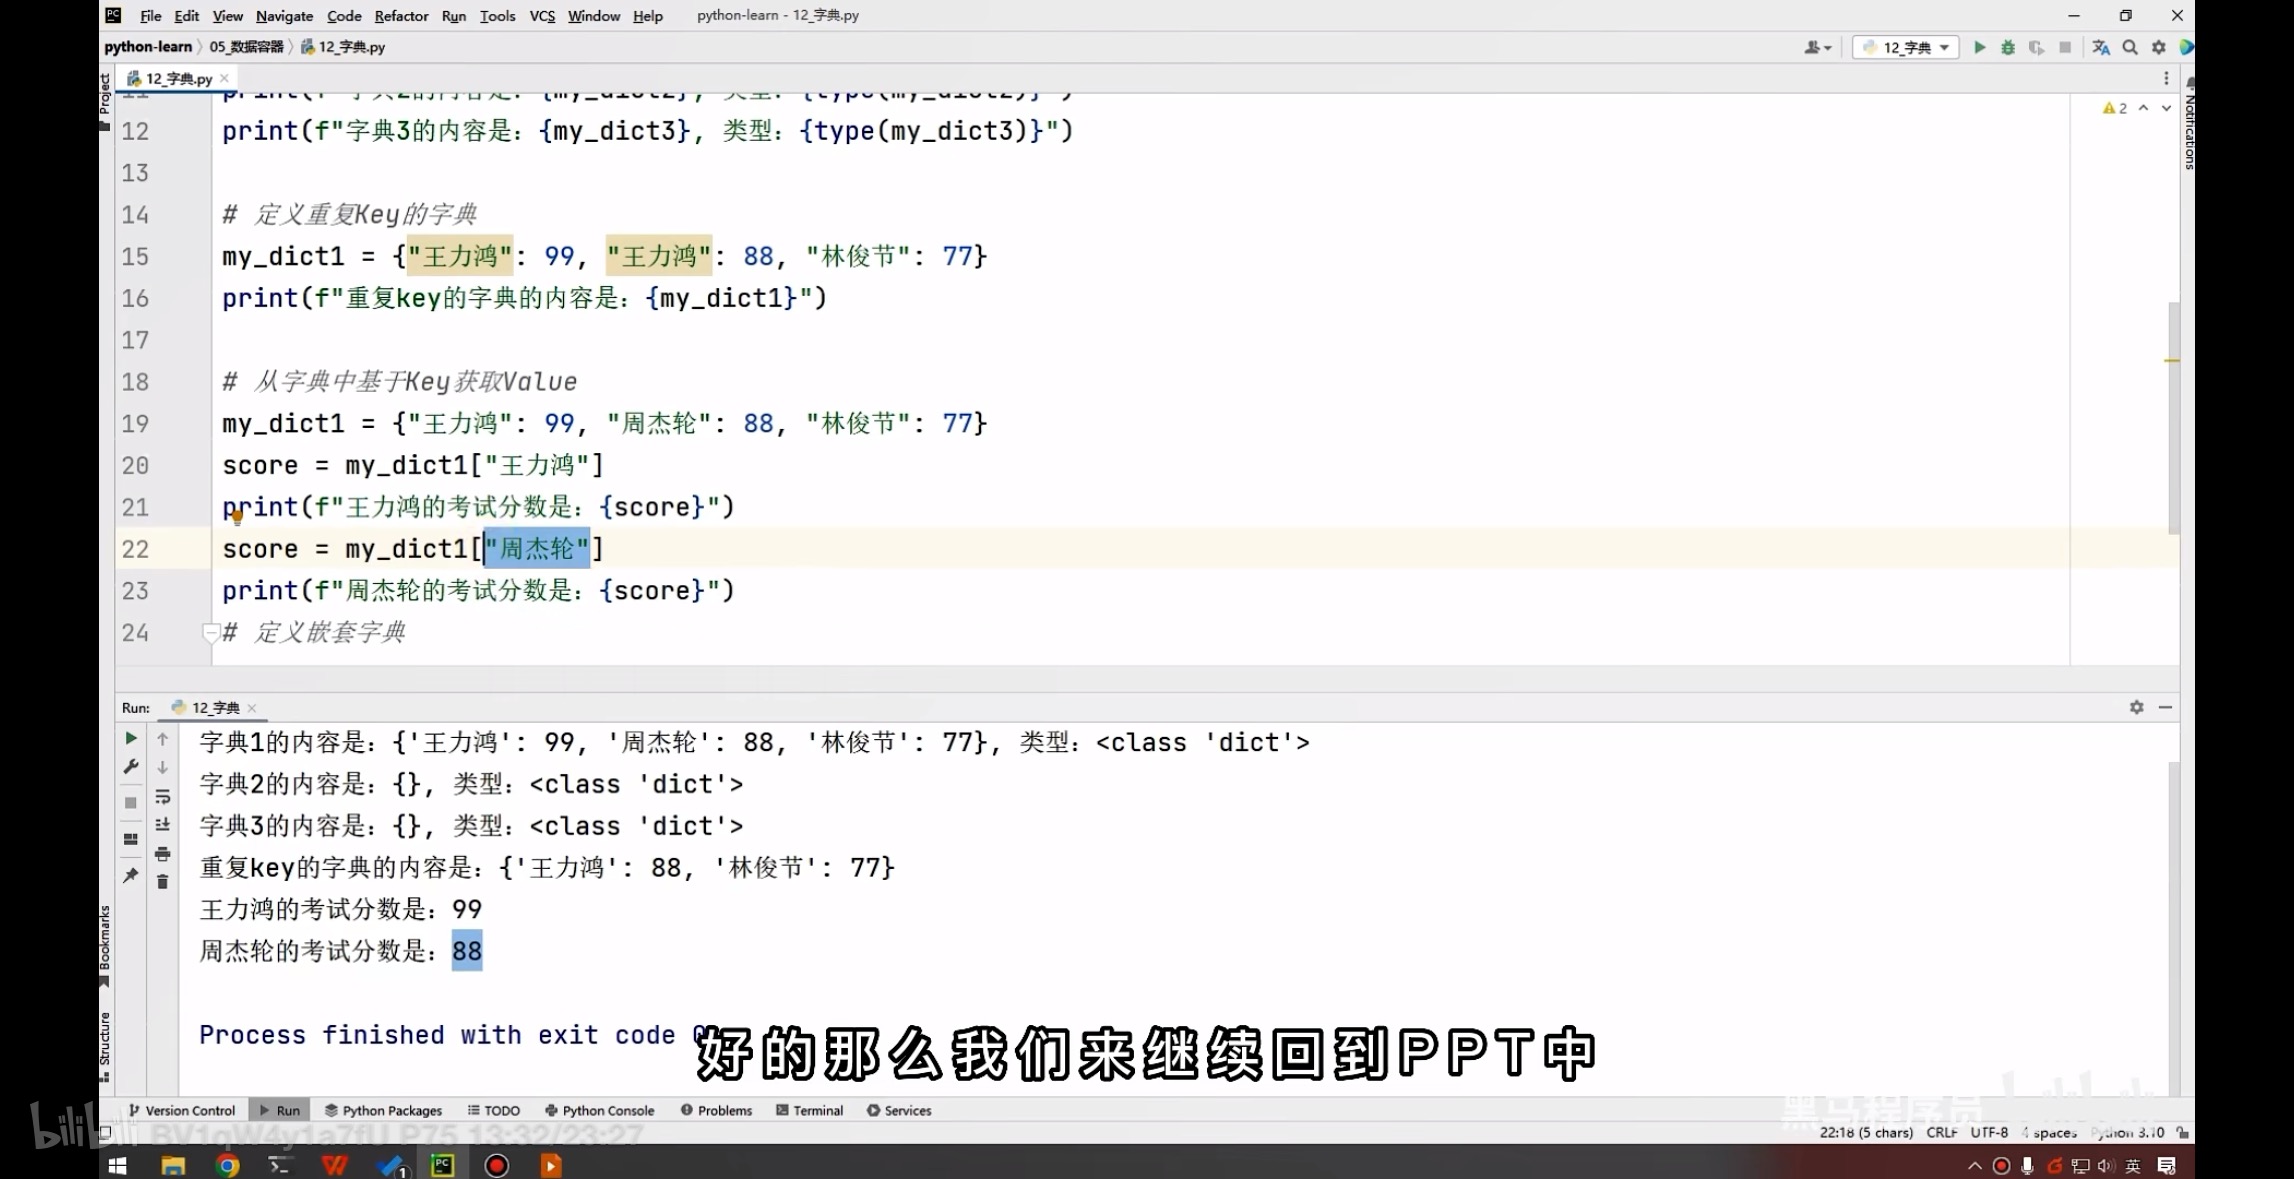 File Edit View Navigate Code Refactor Run Tools VCS Window Help python-learn - 12_字典.py
python-learn 05_数据容器 12_字典.py 12_字典
Project
12_字典.py
Notifications
2
12 print(f"字典3的内容是：{my_dict3}, 类型：{type(my_dict3)}")
13
14 # 定义重复Key的字典
15 my_dict1 = {"王力鸿": 99, "王力鸿": 88, "林俊节": 77}
16 print(f"重复key的字典的内容是：{my_dict1}")
17
18 # 从字典中基于Key获取Value
19 my_dict1 = {"王力鸿": 99, "周杰轮": 88, "林俊节": 77}
20 score = my_dict1["王力鸿"]
21 print(f"王力鸿的考试分数是：{score}")
22 score = my_dict1["周杰轮"]
23 print(f"周杰轮的考试分数是：{score}")
24 # 定义嵌套字典
Run: 12_字典
字典1的内容是：{'王力鸿': 99, '周杰轮': 88, '林俊节': 77}, 类型：<class 'dict'>
字典2的内容是：{}, 类型：<class 'dict'>
字典3的内容是：{}, 类型：<class 'dict'>
重复key的字典的内容是：{'王力鸿': 88, '林俊节': 77}
王力鸿的考试分数是：99
周杰轮的考试分数是：88
Bookmarks
Structure
Process finished with exit code 0
好的那么我们来继续回到PPT中
Version Control Run Python Packages TODO Python Console Problems Terminal Services
黑马程序员 bilibili
bilibili BV1qW4y1a7fU P75 13:32/23:27
22:18 (5 chars) CRLF UTF-8 4 spaces Python 3.10
1 英